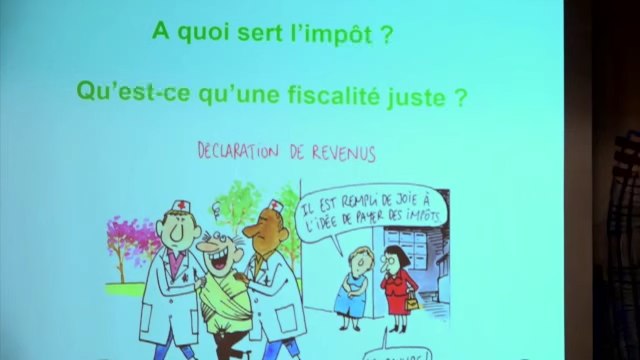 A quoi sert l'impôt ?
Qu'est-ce qu'une fiscalité juste ?
DÉCLARATION DE REVENUS
IL EST REMPLI DE JOIE À
L'IDÉE DE PAYER DES IMPÔTS